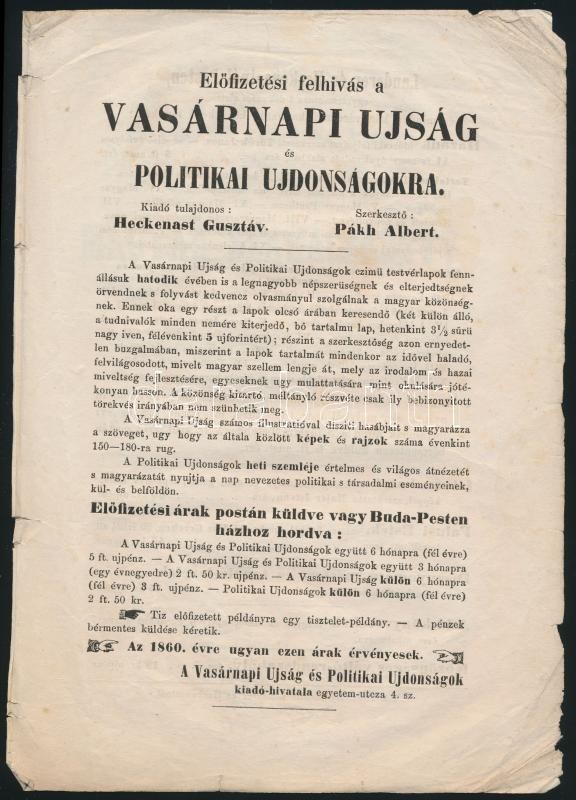 Előfizetési felhivás a
VASÁRNAPI UJSÁG
és
POLITIKAI UJDONSÁGOKRA.
Kiadó tulajdonos :
Heckenast Gusztáv.
Szerkesztő :
Pákh Albert.
A Vasárnapi Ujság és Politikai Ujdonságok czimü testvérlapok fenn-
állásuk hatodik évében is a legnagyobb népszerüségnek és elterjedtségnek
örvendnek s folyvást kedvencz olvasmányul szolgálnak a magyar közönség-
nek. Ennek oka egy részt a lapok olcsó árában keresendő (két külön álló,
a tudnivalók minden nemére kiterjedő, bő tartalmu lap, hetenkint 3½ sürü
nagy iven, félévenkint 5 ujforintért); részint a szerkesztőség azon ernyedet-
len buzgalmában, miszerint a lapok tartalmát mindenkor az idővel haladó,
felvilágosodott, mivelt magyar szellem lengje át, mely az irodalom és hazai
miveltség fejlesztésére, egyeseknek ugy mulattatására mint okulására jóté-
konyan hasson. A közönség kitartó, méltányló részvéte csak ily bebizonyitott
törekvés irányában nem szünhetik meg.
A Vasárnapi Ujság számos illustratióval disziti hasábjait s magyarázza
a szöveget, ugy hogy az általa közlött képek és rajzok száma évenkint
150—180-ra rug.
A Politikai Ujdonságok heti szemléje értelmes és világos átnézetét
s magyarázatát nyujtja a nap nevezetes politikai s társadalmi eseményeinek,
kül- és belföldön.
Előfizetési árak postán küldve vagy Buda-Pesten
házhoz hordva :
A Vasárnapi Ujság és Politikai Ujdonságok együtt 6 hónapra (fél évre)
5 ft. ujpénz. — A Vasárnapi Ujság és Politikai Ujdonságok együtt 3 hónapra
(egy évnegyedre) 2 ft. 50 kr. ujpénz. — A Vasárnapi Ujság külön 6 hónapra
(fél évre) 3 ft. ujpénz. — Politikai Ujdonságok külön 6 hónapra (fél évre)
2 ft. 50 kr.
Tiz előfizetett példányra egy tisztelet-példány. — A pénzek
bérmentes küldése kéretik.
Az 1860. évre ugyan ezen árak érvényesek.
A Vasárnapi Ujság és Politikai Ujdonságok
kiadó-hivatala egyetem-utcza 4. sz.